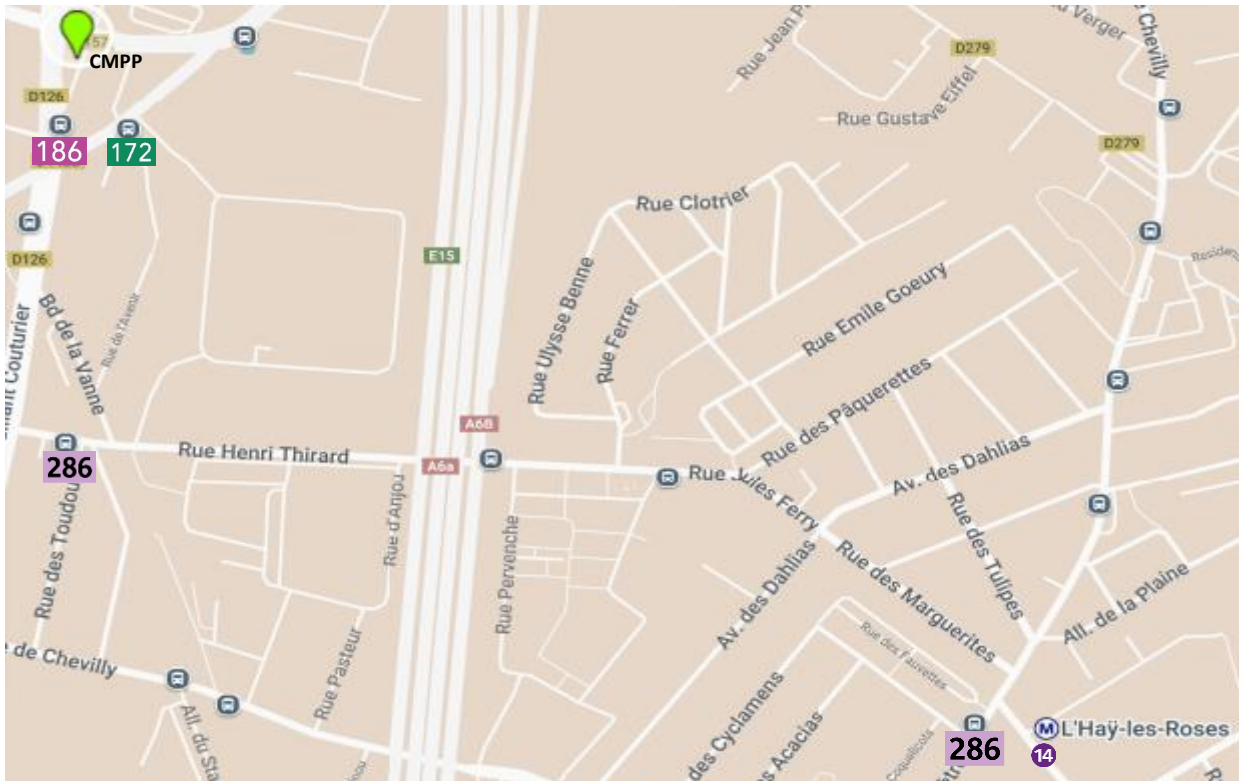 57
CMPP
D126
186
172
D126
Bd de la Vanne
Rue de l'Avenir
Couturier
286
Rue Henri Thirard
E15
A6B
A6a
Rue d'Anjou
Rue des
de Chevilly
Rue Pasteur
All. du
Rue Pervenche
Rue Ulysse Benne
Rue Ferrer
Rue Clotrier
Rue Jean
Rue Gustave Eiffel
D279
Verger
Chevilly
D279
Rue Emile Goeury
Rue des Pâquerettes
Rue Jules Ferry
Av. des Dahlias
Av. des Dahlias
Rue des Tulipes
Rue des Marguerites
All. de la Plaine
Rue des Fauvettes
des Cyclamens
Acacias
286
L'Haÿ-les-Roses
M
14